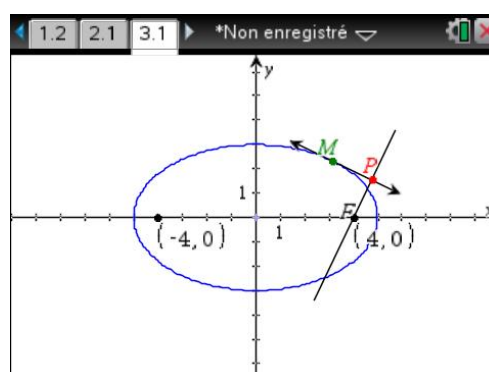 1.2 2.1 3.1 *Non enregistré
y
M
P
1
F
x
(-4,0) 1 (4,0)